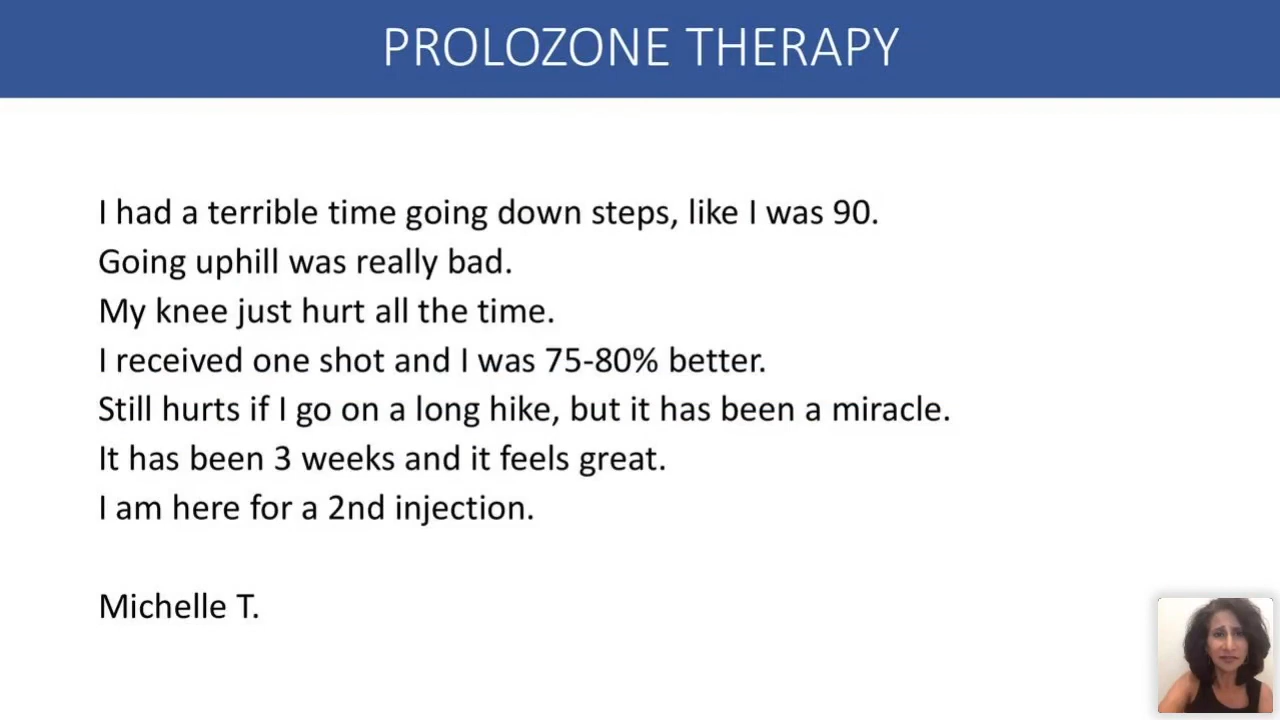 PROLOZONE THERAPY
I had a terrible time going down steps, like I was 90.
Going uphill was really bad.
My knee just hurt all the time.
I received one shot and I was 75-80% better.
Still hurts if I go on a long hike, but it has been a miracle.
It has been 3 weeks and it feels great.
I am here for a 2nd injection.
Michelle T.